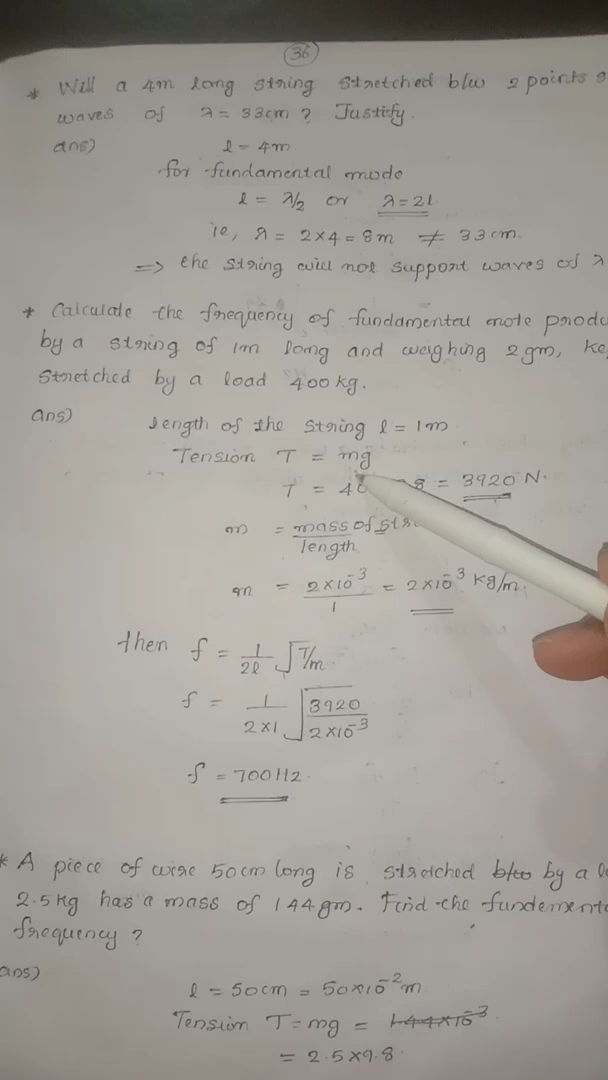 36
* Will a 4m long string stretched b/w 2 points
waves of λ = 33cm ? Justify.
ans) l = 4m
for fundamental mode
l = λ/2 or λ = 2l
ie, λ = 2×4 = 8m ≠ 33cm.
⇒ the string will not support waves of λ
* Calculate the frequency of fundamental note produ
by a string of 1m long and weighing 2gm, ke
stretched by a load 400kg.
ans) length of the string l = 1m
Tension T = mg
T = 40 8 = 3920 N.
m = mass of str
length
m = 2×10⁻³ = 2×10⁻³ kg/m.
1
then f = 1/2l √T/m
f = 1/2×1 √3920/2×10⁻³
f = 700Hz.
* A piece of wire 50cm long is stretched by a
2.5kg has a mass of 144gm. Find the fundement
frequency ?
ans)
l = 50cm = 50×10⁻²m
Tension T = mg = 144×10⁻³
= 2.5×9.8